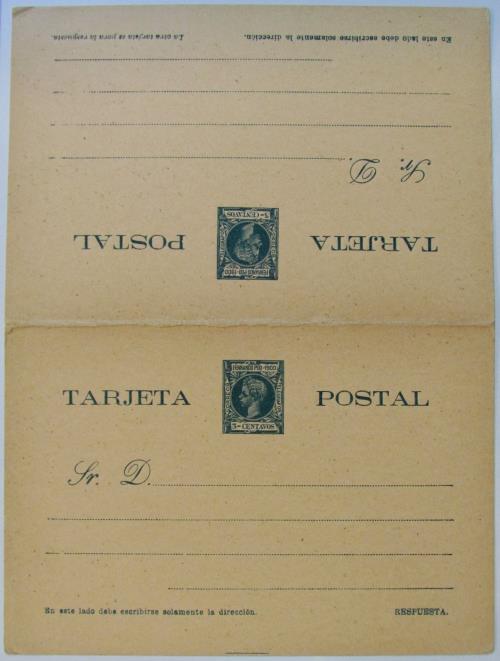 La otra tarjeta es para la respuesta.
En este lado debe escribirse solamente la dirección.
Sr. D.
3 - CENTAVOS
FERNANDO POO - 1900
TARJETA POSTAL
FERNANDO POO - 1900
3 - CENTAVOS
TARJETA POSTAL
Sr. D.
En este lado debe escribirse solamente la dirección.
RESPUESTA.